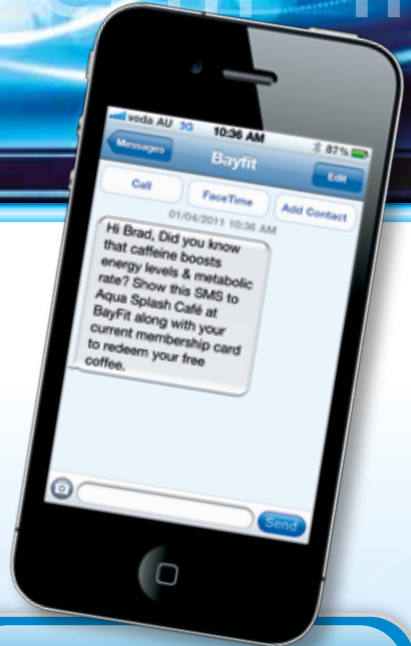 voda AU 3G 10:36 AM 87%
Messages Bayfit Edit
Call FaceTime Add Contact
01/04/2011 10:36 AM
Hi Brad, Did you know
that caffeine boosts
energy levels & metabolic
rate? Show this SMS to
Aqua Splash Café at
BayFit along with your
current membership card
to redeem your free
coffee.
Send